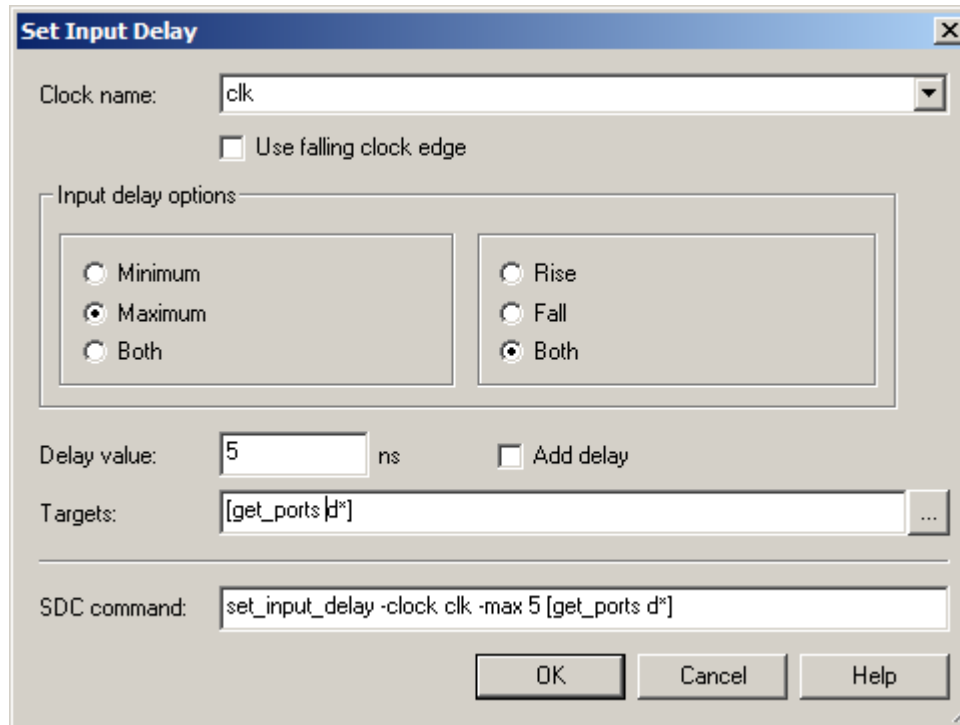 Set Input Delay
Clock name: clk
Use falling clock edge
Input delay options
Minimum Rise
Maximum Fall
Both Both
Delay value: 5 ns Add delay
Targets: [get_ports d*] ...
SDC command: set_input_delay -clock clk -max 5 [get_ports d*]
OK Cancel Help